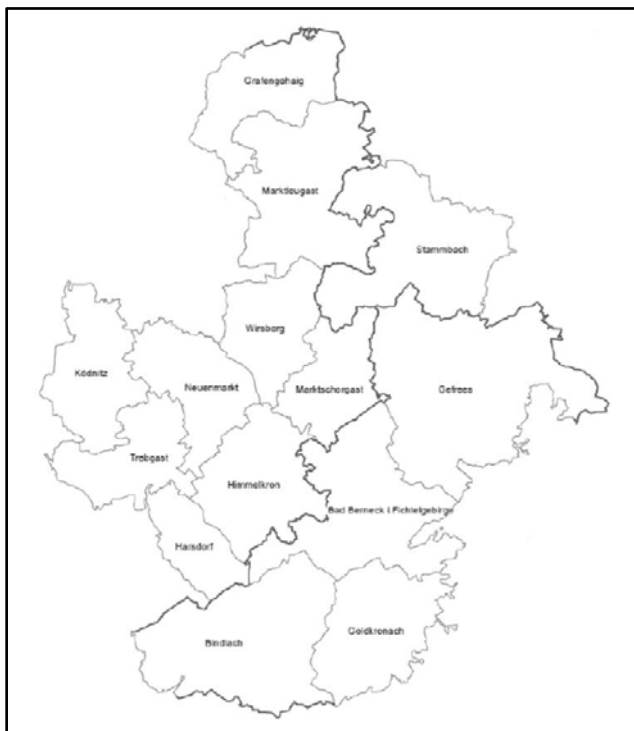 Grafengehaig
Marktleugast
Stammbach
Wirsberg
Ködnitz
Neuenmarkt
Marktschorgast
Gefrees
Trebgast
Himmelkron
Bad Berneck i.Fichtelgebirge
Harsdorf
Bindlach
Goldkronach